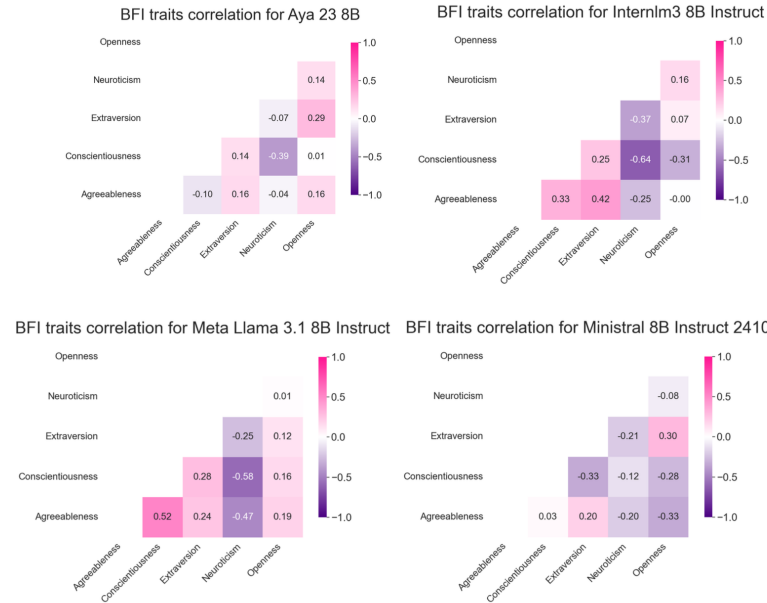 BFI traits correlation for Aya 23 8B
Openness
Neuroticism
Extraversion
Conscientiousness
Agreeableness
0.14
-0.07 0.29
0.14 -0.39 0.01
-0.10 0.16 -0.04 0.16
Agreeableness
Conscientiousness
Extraversion
Neuroticism
Openness
1.0
0.5
0.0
−0.5
−1.0
BFI traits correlation for Internlm3 8B Instruct
Openness
Neuroticism
Extraversion
Conscientiousness
Agreeableness
0.16
-0.37 0.07
0.25 -0.64 -0.31
0.33 0.42 -0.25 -0.00
Agreeableness
Conscientiousness
Extraversion
Neuroticism
Openness
1.0
0.5
0.0
−0.5
−1.0
BFI traits correlation for Meta Llama 3.1 8B Instruct
Openness
Neuroticism
Extraversion
Conscientiousness
Agreeableness
0.01
-0.25 0.12
0.28 -0.58 0.16
0.52 0.24 -0.47 0.19
Agreeableness
Conscientiousness
Extraversion
Neuroticism
Openness
1.0
0.5
0.0
−0.5
−1.0
BFI traits correlation for Ministral 8B Instruct 2410
Openness
Neuroticism
Extraversion
Conscientiousness
Agreeableness
-0.08
-0.21 0.30
-0.33 -0.12 -0.28
0.03 0.20 -0.20 -0.33
Agreeableness
Conscientiousness
Extraversion
Neuroticism
Openness
1.0
0.5
0.0
−0.5
−1.0